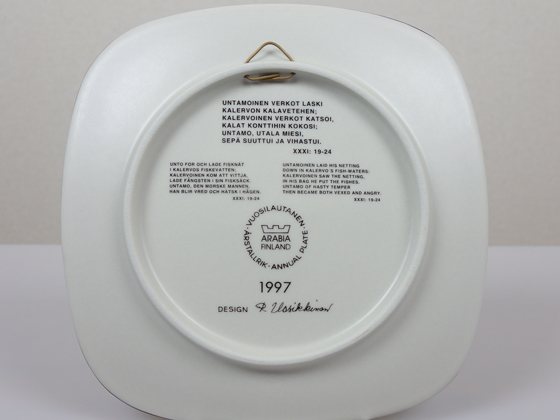 UNTAMOINEN VERKOT LASKI
KALERVON KALAVETEHEN;
KALERVOINEN VERKOT KATSOI,
KALAT KONTTIHIN KOKOSI;
UNTAMO, UTALA MIESI,
SEPÄ SUUTTUI JA VIHASTUI.
XXXI: 19-24
UNTO FOR OCH LADE FISKNÄT
I KALERVOS FISKEVATTEN;
KALERVOINEN KOM ATT VITTJA,
LADE FÅNGSTEN I SIN FISKSÄCK.
UNTAMO, DEN MORSKE MANNEN,
HAN BLIR VRED OCH HATSK I HÅGEN.
XXXI: 19-24
UNTAMOINEN LAID HIS NETTING
DOWN IN KALERVO'S FISH-WATERS;
KALERVOINEN SAW THE NETTING,
IN HIS BAG HE PUT THE FISHES.
UNTAMO OF HASTY TEMPER
THEN BECAME BOTH VEXED AND ANGRY.
XXXI: 19-24
VUOSILAUTANEN·
ARABIA
FINLAND
ÅRSTALLRIK·ANNUAL PLATE·
1997
DESIGN R. Uosikkinen